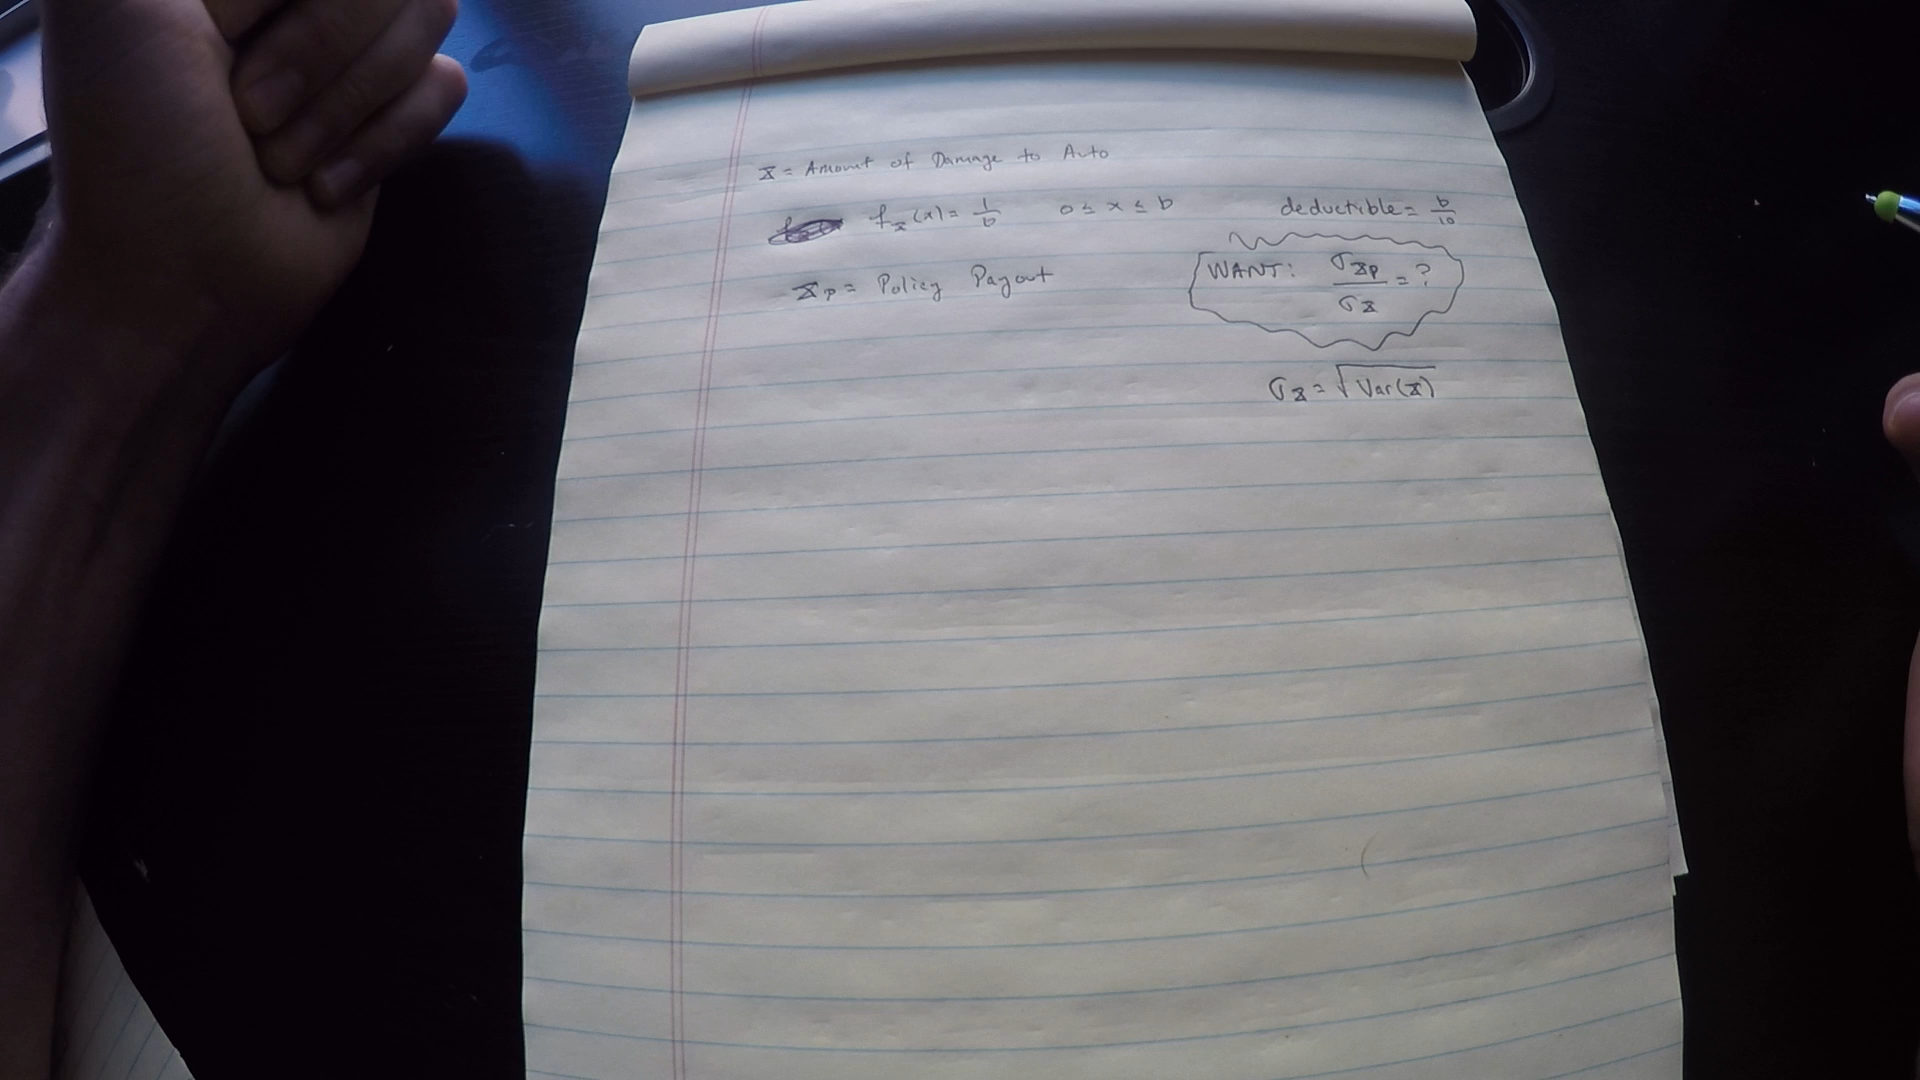 X = Amount of Damage to Auto
f_X(x) = 1/b    0 ≤ x ≤ b    deductible = b/10
X_P = Policy Payout
WANT: σ_XP / σ_X = ?
σ_X = √Var(X)